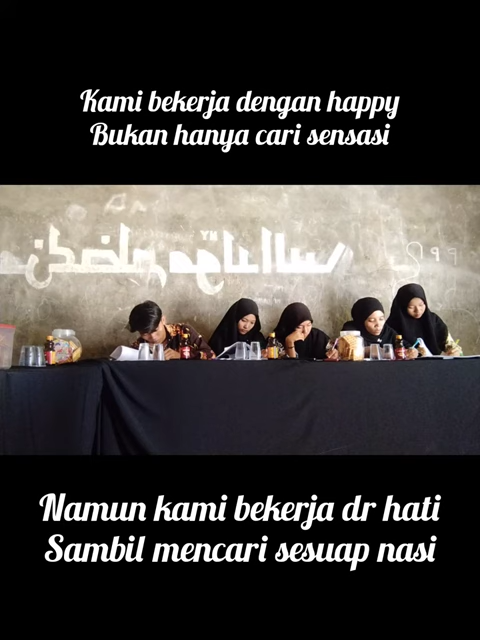 Kami bekerja dengan happy
Bukan hanya cari sensasi
Namun kami bekerja dr hati
Sambil mencari sesuap nasi